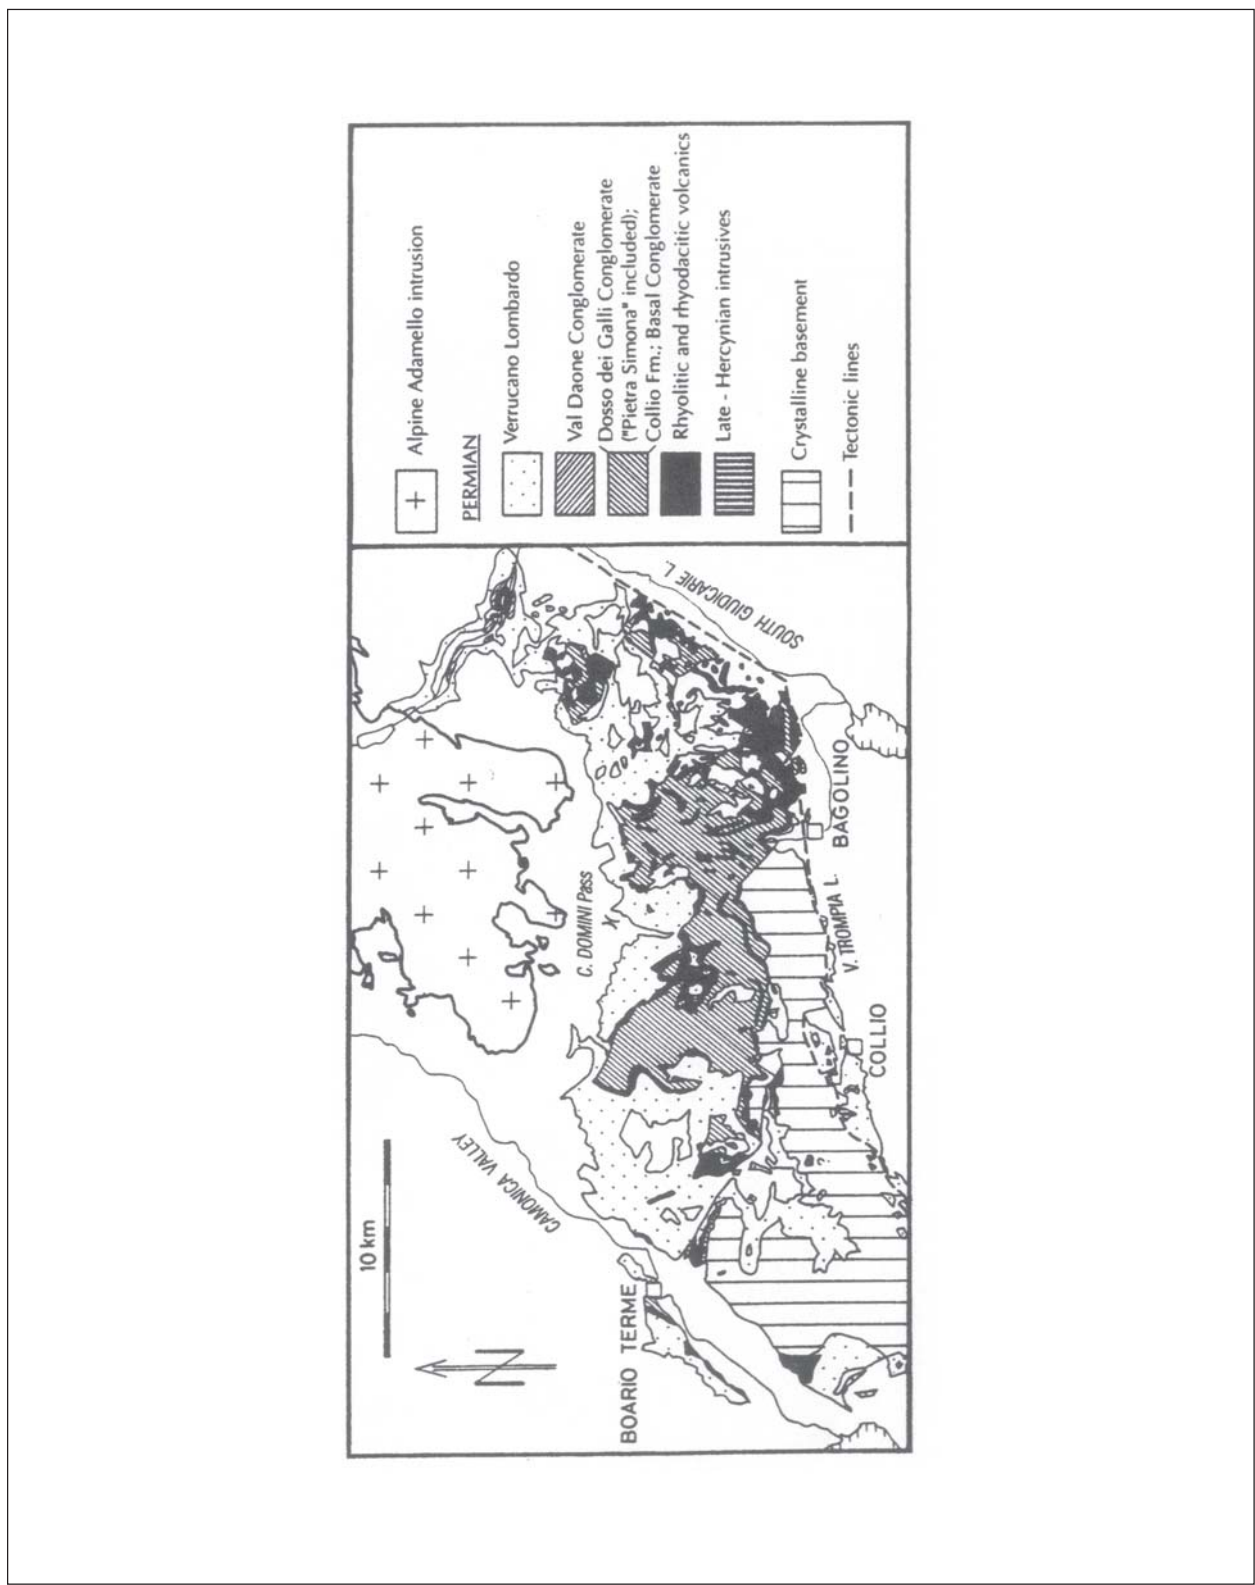 10 km
N
CAMONICA VALLEY
BOARIO TERME
C. DOMINI Pass
COLLIO
V. TROMPIA L.
BAGOLINO
SOUTH GIUDICARIE L.
Alpine Adamello intrusion
PERMIAN
Verrucano Lombardo
Val Daone Conglomerate
Dosso dei Galli Conglomerate
("Pietra Simona" included);
Collio Fm.; Basal Conglomerate
Rhyolitic and rhyodacitic volcanics
Late - Hercynian intrusives
Crystalline basement
Tectonic lines